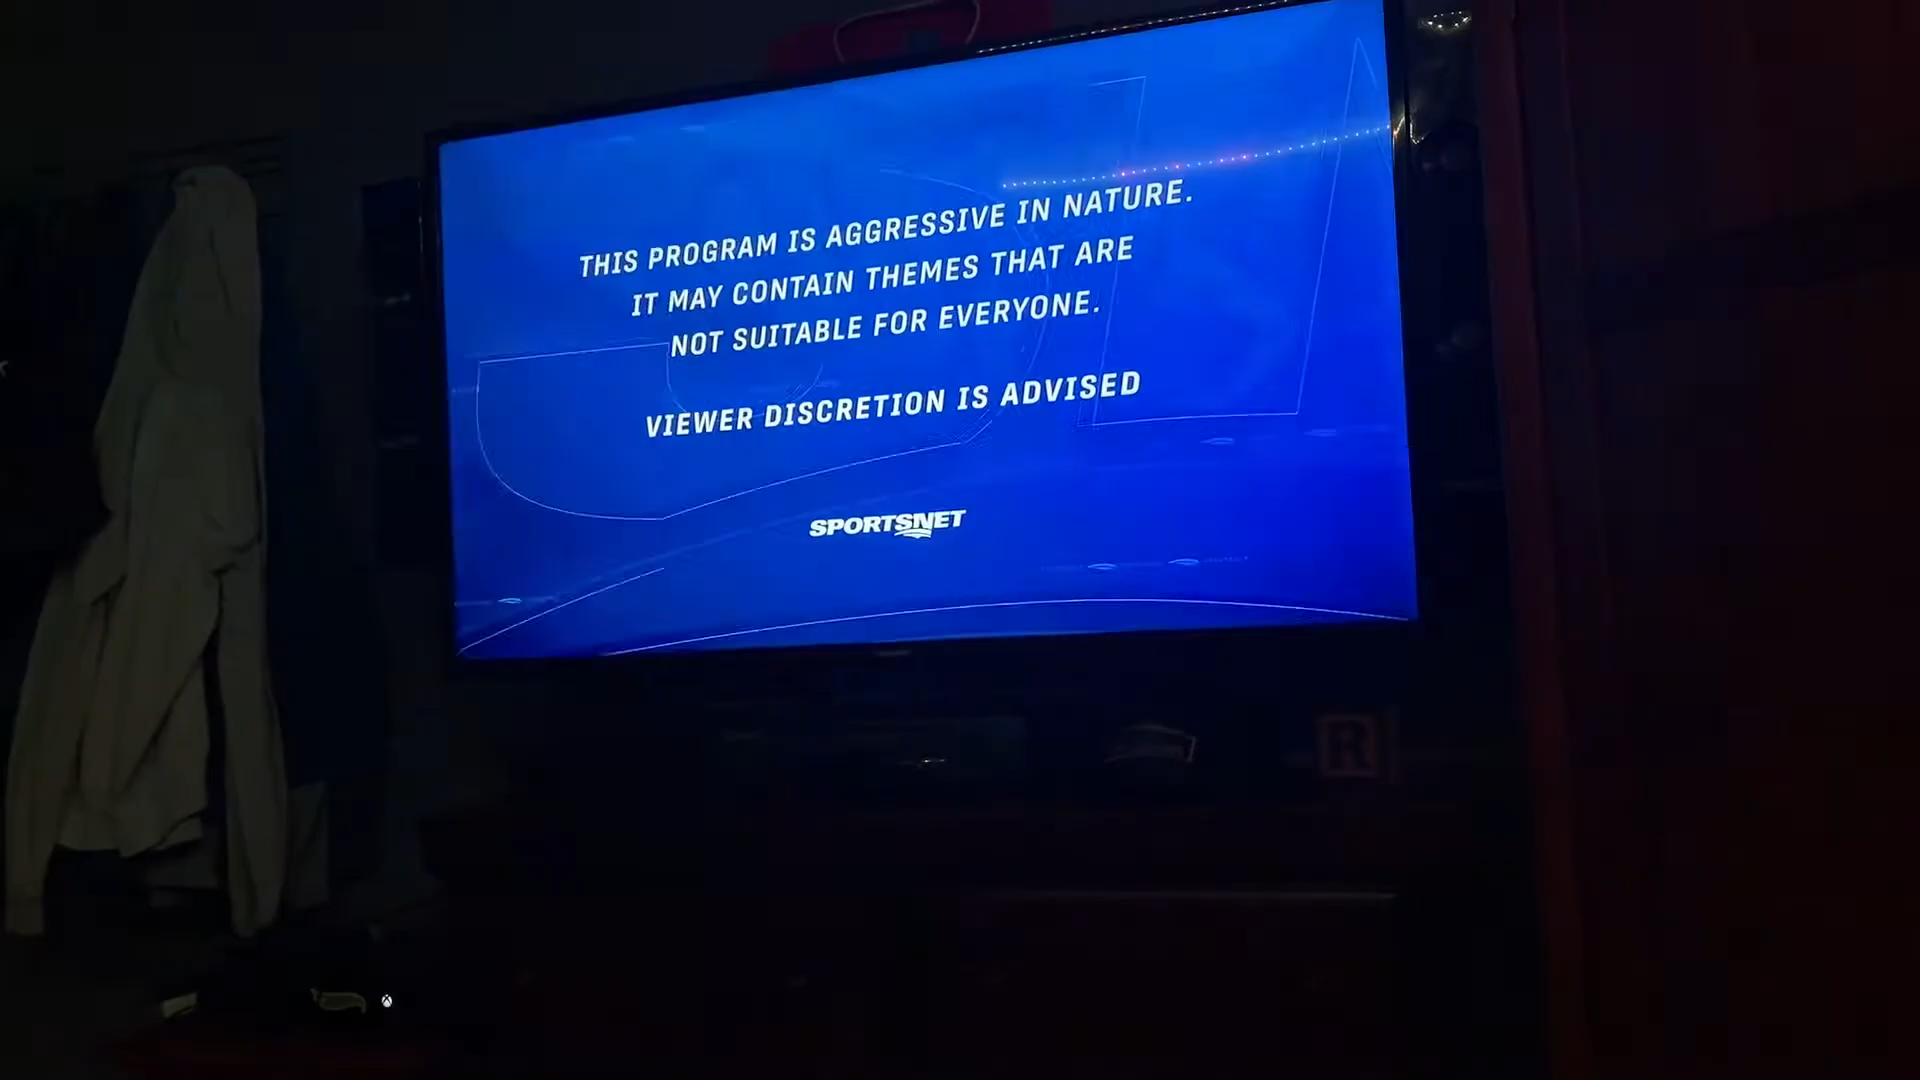 THIS PROGRAM IS AGGRESSIVE IN NATURE.
IT MAY CONTAIN THEMES THAT ARE
NOT SUITABLE FOR EVERYONE.
VIEWER DISCRETION IS ADVISED
SPORTSNET
R